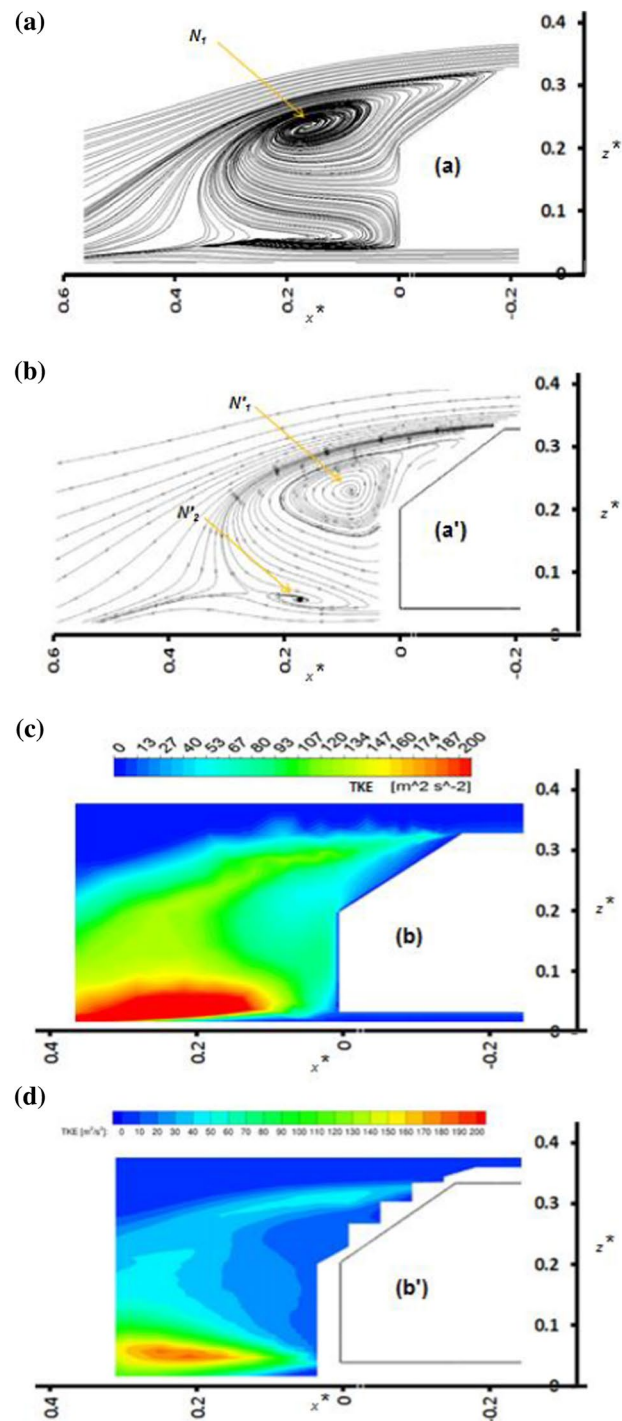 (a)
N₁
0.4
0.3
(a)
0.2
z*
0.1
0
0.6
0.4
0.2
0
-0.2
x*
(b)
N'₁
0.4
0.3
N'₂
(a')
0.2
z*
0.1
0
0.6
0.4
0.2
0
-0.2
x*
(c)
0 13 27 40 53 67 80 93 107 120 134 147 160 174 187 200
TKE [m^2 s^-2]
0.4
0.3
0.2
z*
(b)
0.1
0
0.4
0.2
0
-0.2
x*
(d)
TKE [m²/s²]: 0 10 20 30 40 50 60 70 80 90 100 110 120 130 140 150 160 170 180 190 200
0.4
0.3
z*
0.2
(b')
0.1
0
0.4
0.2
0
-0.2
x*